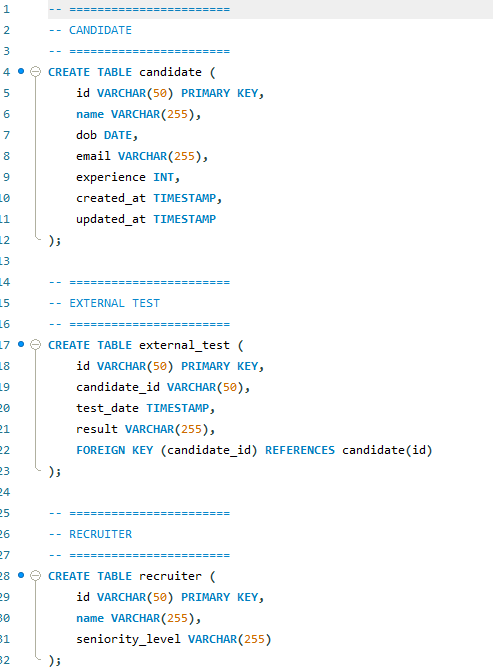 1 -- =======================
2 -- CANDIDATE
3 -- =======================
4 CREATE TABLE candidate (
5 id VARCHAR(50) PRIMARY KEY,
6 name VARCHAR(255),
7 dob DATE,
8 email VARCHAR(255),
9 experience INT,
10 created_at TIMESTAMP,
11 updated_at TIMESTAMP
12 );
13
14 -- =======================
15 -- EXTERNAL TEST
16 -- =======================
17 CREATE TABLE external_test (
18 id VARCHAR(50) PRIMARY KEY,
19 candidate_id VARCHAR(50),
20 test_date TIMESTAMP,
21 result VARCHAR(255),
22 FOREIGN KEY (candidate_id) REFERENCES candidate(id)
23 );
24
25 -- =======================
26 -- RECRUITER
27 -- =======================
28 CREATE TABLE recruiter (
29 id VARCHAR(50) PRIMARY KEY,
30 name VARCHAR(255),
31 seniority_level VARCHAR(255)
32 );